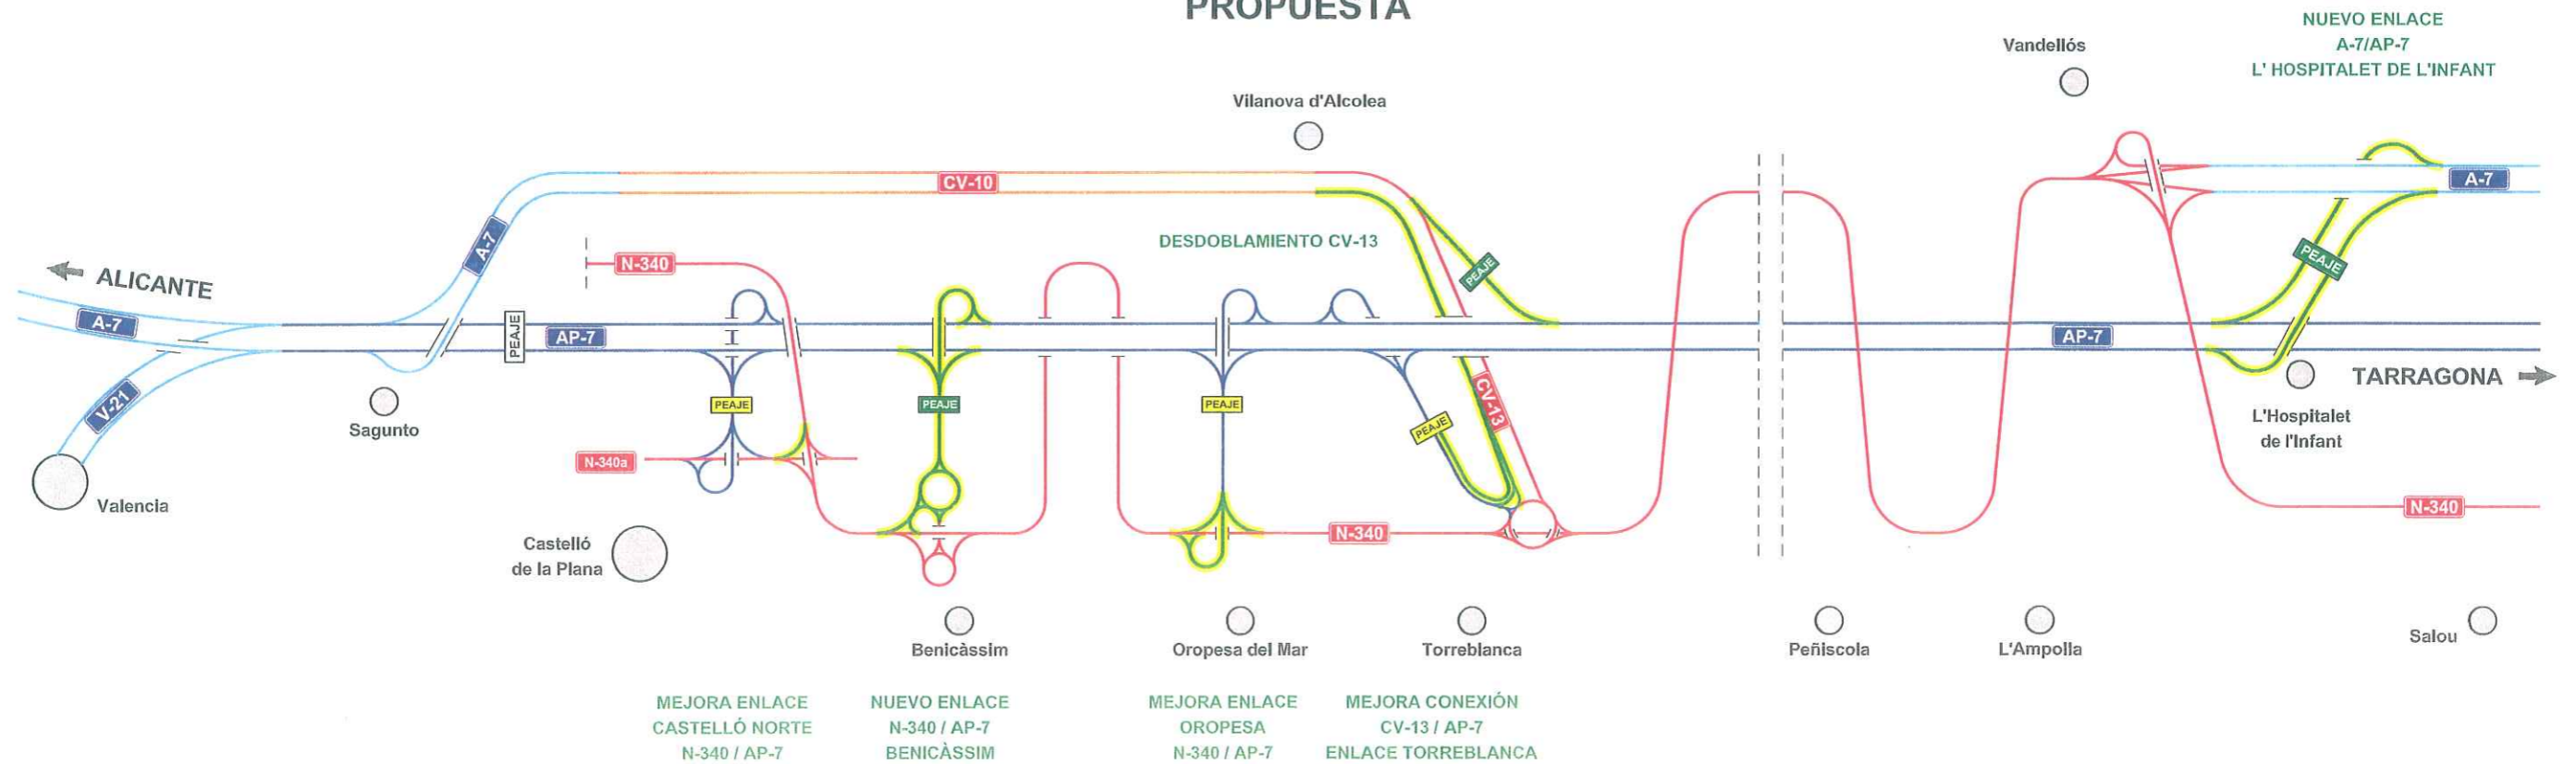 PROPUESTA
NUEVO ENLACE
A-7/AP-7
L' HOSPITALET DE L'INFANT
Vandellós
Vilanova d'Alcolea
CV-10
A-7
A-7
DESDOBLAMIENTO CV-13
N-340
PEAJE
PEAJE
ALICANTE
A-7
PEAJE
AP-7
AP-7
TARRAGONA
V-21
Sagunto
PEAJE
PEAJE
PEAJE
PEAJE
CV-13
L'Hospitalet
de l'Infant
N-340a
Valencia
N-340
N-340
Castelló
de la Plana
Benicàssim
Oropesa del Mar
Torreblanca
Peñiscola
L'Ampolla
Salou
MEJORA ENLACE
CASTELLÓ NORTE
N-340 / AP-7
NUEVO ENLACE
N-340 / AP-7
BENICÀSSIM
MEJORA ENLACE
OROPESA
N-340 / AP-7
MEJORA CONEXIÓN
CV-13 / AP-7
ENLACE TORREBLANCA